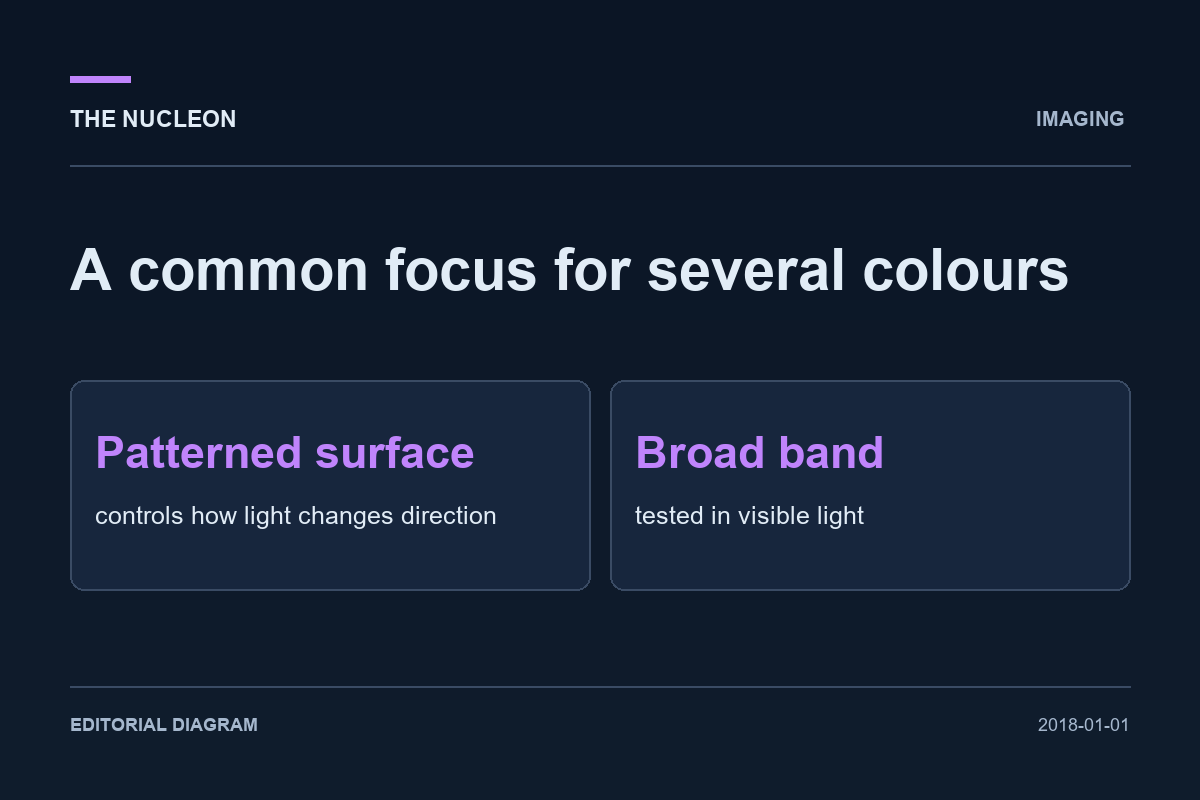 THE NUCLEON
IMAGING
A common focus for several colours
Patterned surface
controls how light changes direction
Broad band
tested in visible light
EDITORIAL DIAGRAM
2018-01-01